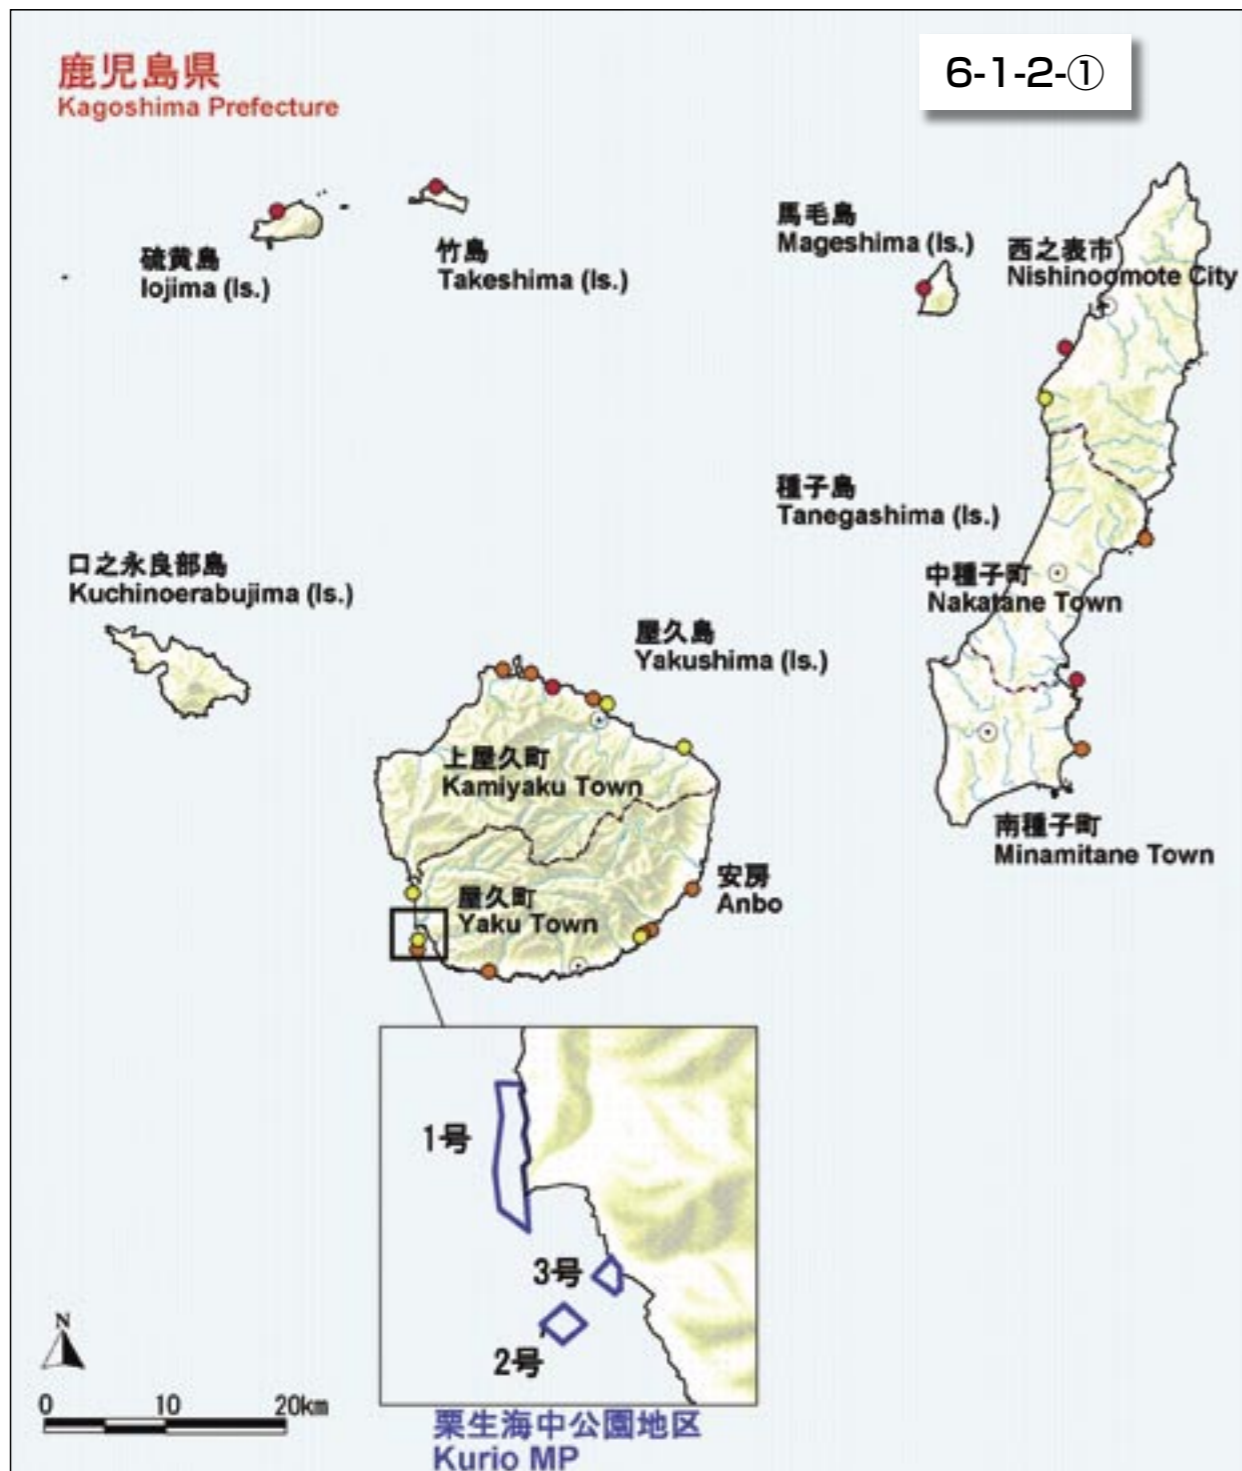 鹿児島県
Kagoshima Prefecture
6-1-2-①
硫黄島
Iojima (Is.)
竹島
Takeshima (Is.)
馬毛島
Mageshima (Is.)
西之表市
Nishinoomote City
種子島
Tanegashima (Is.)
中種子町
Nakatane Town
口之永良部島
Kuchinoerabujima (Is.)
屋久島
Yakushima (Is.)
上屋久町
Kamiyaku Town
南種子町
Minamitane Town
安房
Anbo
屋久町
Yaku Town
1号
3号
2号
N
0 10 20km
栗生海中公園地区
Kurio MP